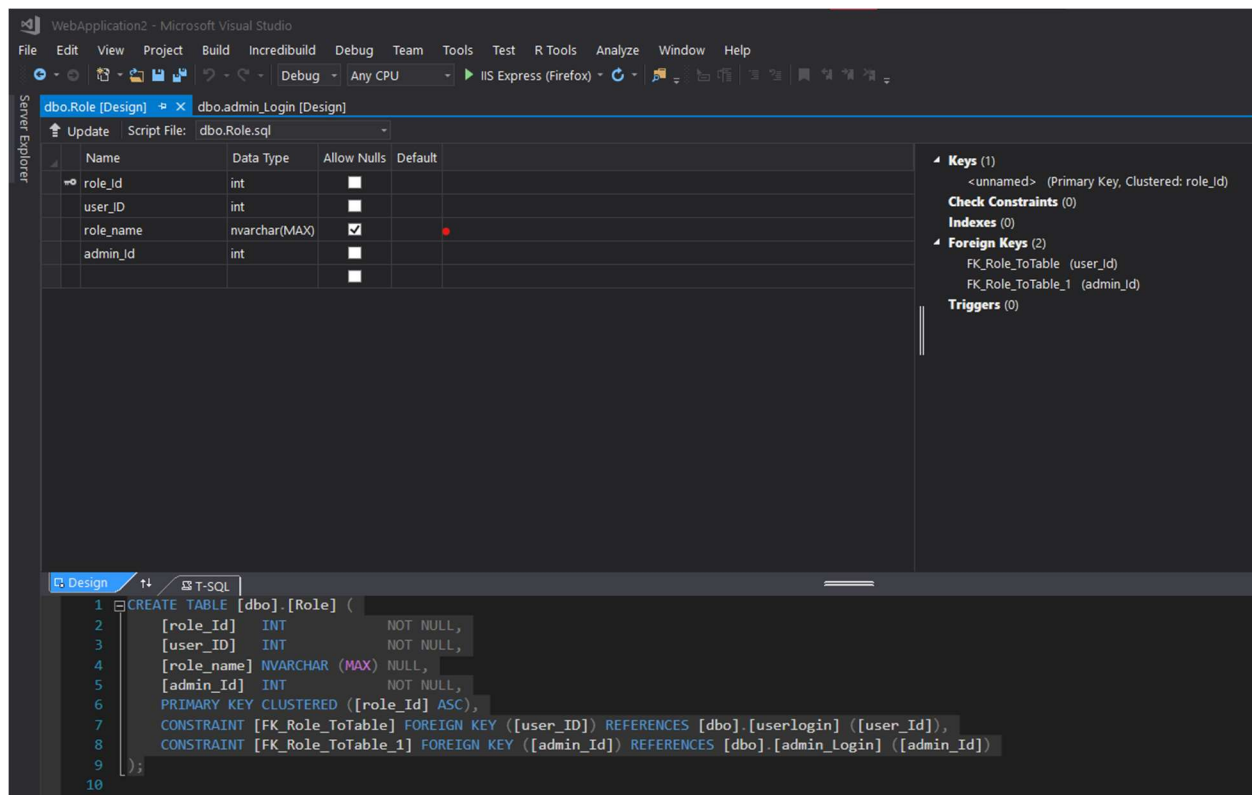 WebApplication2 - Microsoft Visual Studio
File Edit View Project Build Incredibuild Debug Team Tools Test R Tools Analyze Window Help
Debug Any CPU IIS Express (Firefox)
Server Explorer
dbo.Role [Design] dbo.admin_Login [Design]
Update Script File: dbo.Role.sql
Name Data Type Allow Nulls Default
role_Id int
user_ID int
role_name nvarchar(MAX)
admin_Id int
Keys (1)
<unnamed> (Primary Key, Clustered: role_Id)
Check Constraints (0)
Indexes (0)
Foreign Keys (2)
FK_Role_ToTable (user_Id)
FK_Role_ToTable_1 (admin_Id)
Triggers (0)
Design T-SQL
1 CREATE TABLE [dbo].[Role] (
2 [role_Id] INT NOT NULL,
3 [user_ID] INT NOT NULL,
4 [role_name] NVARCHAR (MAX) NULL,
5 [admin_Id] INT NOT NULL,
6 PRIMARY KEY CLUSTERED ([role_Id] ASC),
7 CONSTRAINT [FK_Role_ToTable] FOREIGN KEY ([user_ID]) REFERENCES [dbo].[userlogin] ([user_Id]),
8 CONSTRAINT [FK_Role_ToTable_1] FOREIGN KEY ([admin_Id]) REFERENCES [dbo].[admin_Login] ([admin_Id])
9 );
10